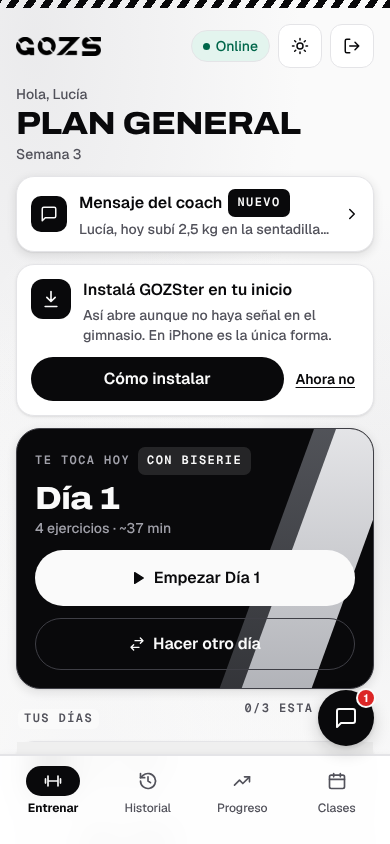 GOZS
Online
Hola, Lucía
PLAN GENERAL
Semana 3
Mensaje del coach NUEVO
Lucía, hoy subí 2,5 kg en la sentadilla…
Instalá GOZSter en tu inicio
Así abre aunque no haya señal en el
gimnasio. En iPhone es la única forma.
Cómo instalar
Ahora no
TE TOCA HOY CON BISERIE
Día 1
4 ejercicios · ~37 min
Empezar Día 1
Hacer otro día
TUS DÍAS
0/3 ESTA
1
Entrenar
Historial
Progreso
Clases